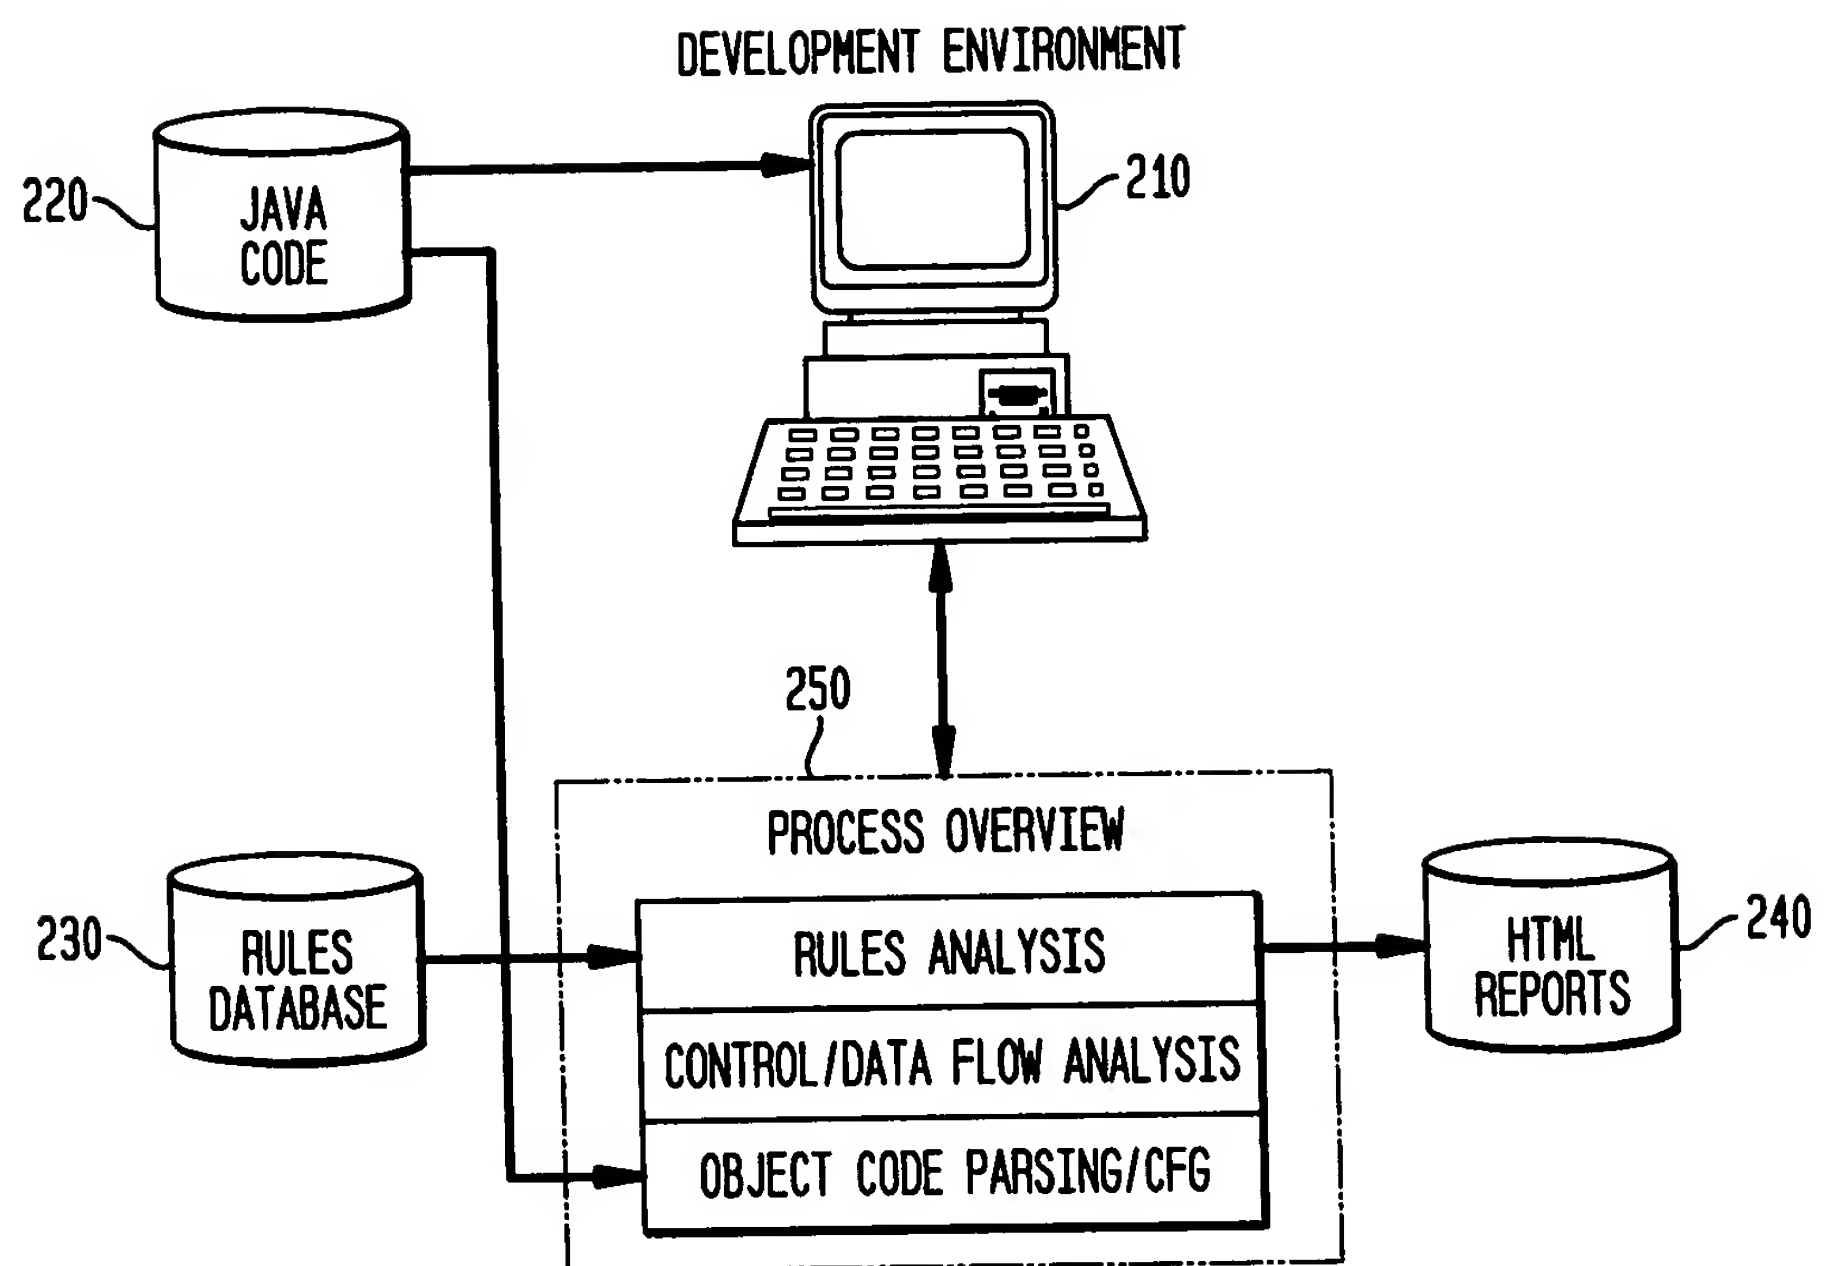 DEVELOPMENT ENVIRONMENT
220
JAVA
CODE
210
250
PROCESS OVERVIEW
230
RULES
DATABASE
RULES ANALYSIS
CONTROL/DATA FLOW ANALYSIS
OBJECT CODE PARSING/CFG
HTML
REPORTS
240